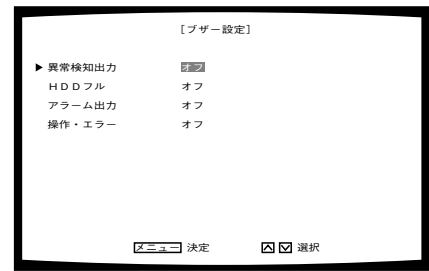 ［ブザー設定］
▶ 異常検知出力 オフ
ＨＤＤフル オフ
アラーム出力 オフ
操作・エラー オフ
メニュー 決定 選択